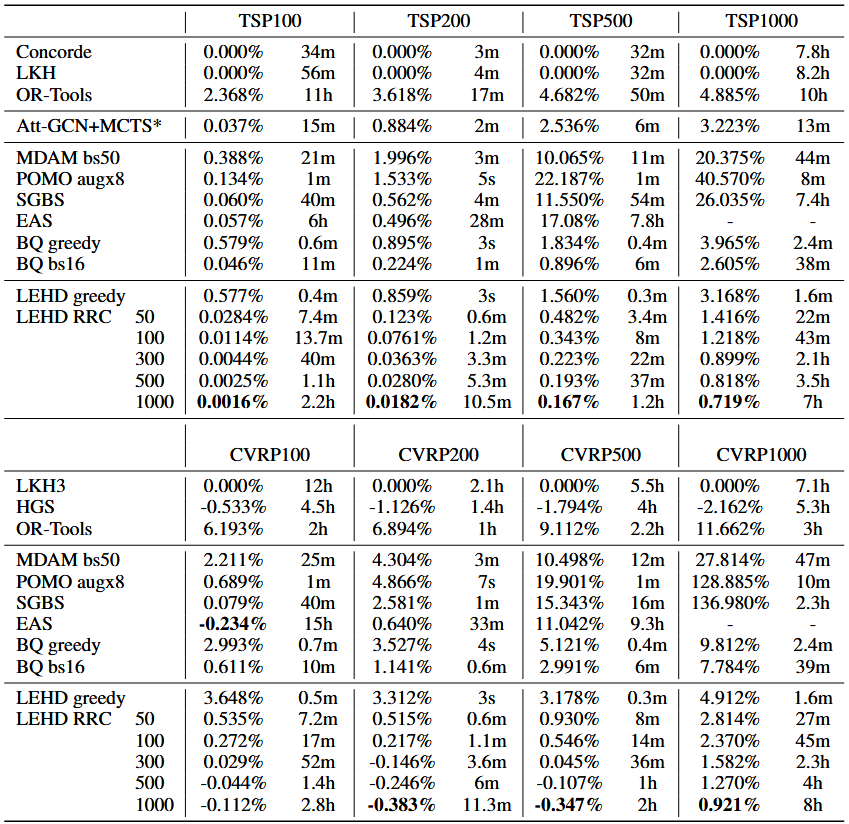 TSP100 TSP200 TSP500 TSP1000
Concorde 0.000% 34m 0.000% 3m 0.000% 32m 0.000% 7.8h
LKH 0.000% 56m 0.000% 4m 0.000% 32m 0.000% 8.2h
OR-Tools 2.368% 11h 3.618% 17m 4.682% 50m 4.885% 10h
Att-GCN+MCTS* 0.037% 15m 0.884% 2m 2.536% 6m 3.223% 13m
MDAM bs50 0.388% 21m 1.996% 3m 10.065% 11m 20.375% 44m
POMO augx8 0.134% 1m 1.533% 5s 22.187% 1m 40.570% 8m
SGBS 0.060% 40m 0.562% 4m 11.550% 54m 26.035% 7.4h
EAS 0.057% 6h 0.496% 28m 17.08% 7.8h - -
BQ greedy 0.579% 0.6m 0.895% 3s 1.834% 0.4m 3.965% 2.4m
BQ bs16 0.046% 11m 0.224% 1m 0.896% 6m 2.605% 38m
LEHD greedy 0.577% 0.4m 0.859% 3s 1.560% 0.3m 3.168% 1.6m
LEHD RRC 50 0.0284% 7.4m 0.123% 0.6m 0.482% 3.4m 1.416% 22m
100 0.0114% 13.7m 0.0761% 1.2m 0.343% 8m 1.218% 43m
300 0.0044% 40m 0.0363% 3.3m 0.223% 22m 0.899% 2.1h
500 0.0025% 1.1h 0.0280% 5.3m 0.193% 37m 0.818% 3.5h
1000 0.0016% 2.2h 0.0182% 10.5m 0.167% 1.2h 0.719% 7h
CVRP100 CVRP200 CVRP500 CVRP1000
LKH3 0.000% 12h 0.000% 2.1h 0.000% 5.5h 0.000% 7.1h
HGS -0.533% 4.5h -1.126% 1.4h -1.794% 4h -2.162% 5.3h
OR-Tools 6.193% 2h 6.894% 1h 9.112% 2.2h 11.662% 3h
MDAM bs50 2.211% 25m 4.304% 3m 10.498% 12m 27.814% 47m
POMO augx8 0.689% 1m 4.866% 7s 19.901% 1m 128.885% 10m
SGBS 0.079% 40m 2.581% 1m 15.343% 16m 136.980% 2.3h
EAS -0.234% 15h 0.640% 33m 11.042% 9.3h - -
BQ greedy 2.993% 0.7m 3.527% 4s 5.121% 0.4m 9.812% 2.4m
BQ bs16 0.611% 10m 1.141% 0.6m 2.991% 6m 7.784% 39m
LEHD greedy 3.648% 0.5m 3.312% 3s 3.178% 0.3m 4.912% 1.6m
LEHD RRC 50 0.535% 7.2m 0.515% 0.6m 0.930% 8m 2.814% 27m
100 0.272% 17m 0.217% 1.1m 0.546% 14m 2.370% 45m
300 0.029% 52m -0.146% 3.6m 0.045% 36m 1.582% 2.3h
500 -0.044% 1.4h -0.246% 6m -0.107% 1h 1.270% 4h
1000 -0.112% 2.8h -0.383% 11.3m -0.347% 2h 0.921% 8h